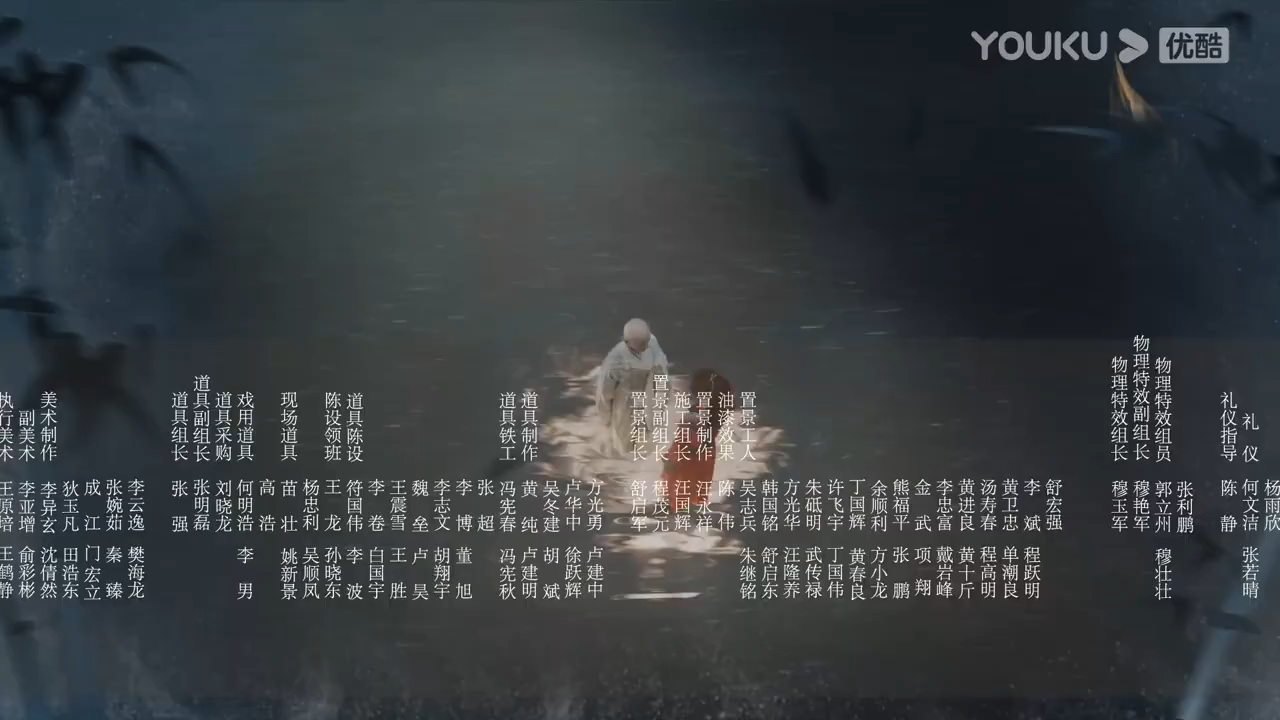 YOUKU 优酷
执行美术 王原培 王鹤静
副美术 李亚增 俞彩彬
美术制作 李异玄 沈倩然
狄玉凡 田浩东
成江 门宏立
张婉茹 秦臻
李云逸 樊海龙
道具组长 张强
道具副组长 张明磊
道具采购 刘晓龙
戏用道具 何明浩 李男
高浩
现场道具 苗壮 姚新景
杨忠利 吴顺凤
陈设领班 王龙 孙晓东
道具陈设 符国伟 李波
李卷 白国宇
王震雪 王胜
魏垒 卢昊
李志文 胡翔宇
李博 董旭
张超
道具铁工 冯宪春 冯宪秋
道具制作 黄纯 卢建明
吴冬建 胡斌
卢华中 徐跃辉
方光勇 卢建中
置景组长 舒启军
置景副组长 程茂元
施工组长 汪国辉
置景制作 汪永祥
油漆效果 陈伟
置景工人 吴志兵 朱继铭
韩国铭 舒启东
方光华 汪隆养
朱砥明 武传禄
许飞宇 丁国伟
丁国辉 黄春良
余顺利 方小龙
熊福平 张鹏
金武 项翔
李忠富 戴岩峰
黄进良 黄十斤
汤寿春 程高明
黄卫忠 单潮良
李斌 程跃明
舒宏强
物理特效组长 穆玉军
物理特效副组长 穆艳军
物理特效组员 郭立州 穆壮壮
张利鹏
礼仪指导 陈静
礼仪 何文洁 张若晴
杨雨欣